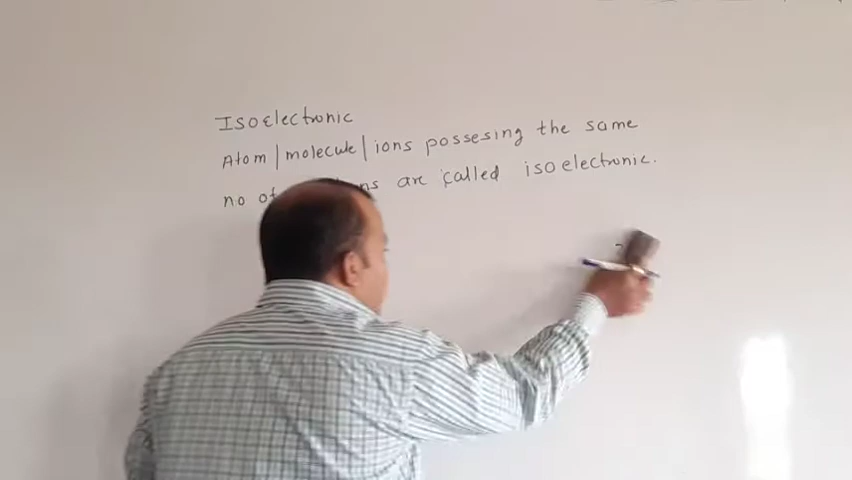 Isoelectronic
Atom/molecule/ions possesing the same
no of ns are called isoelectronic.